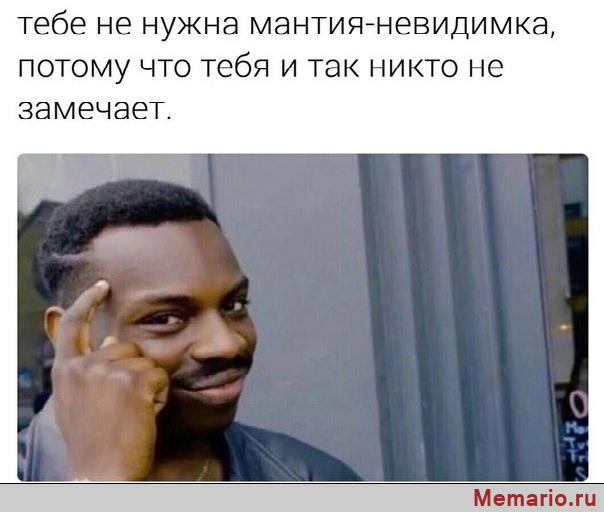 тебе не нужна мантия-невидимка,
потому что тебя и так никто не
замечает.
Memario.ru